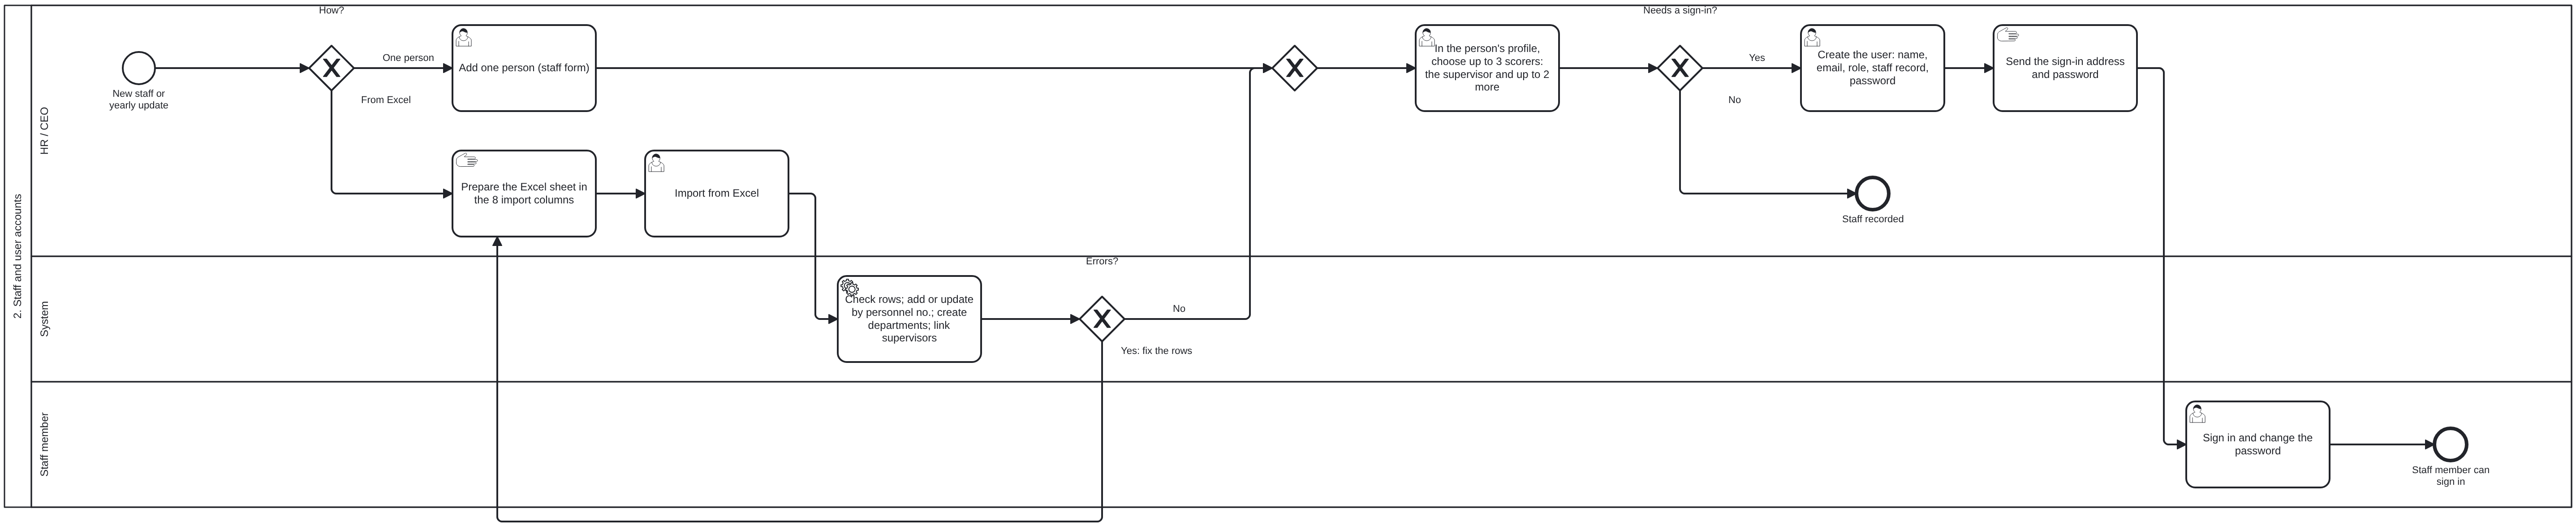 2. Staff and user accounts
HR / CEO
How?
New staff or
yearly update
One person
From Excel
Add one person (staff form)
Prepare the Excel sheet in
the 8 import columns
Import from Excel
In the person's profile,
choose up to 3 scorers:
the supervisor and up to 2
more
Needs a sign-in?
Yes
No
Create the user: name,
email, role, staff record,
password
Send the sign-in address
and password
Staff recorded
System
Check rows; add or update
by personnel no.; create
departments; link
supervisors
Errors?
No
Yes: fix the rows
Staff member
Sign in and change the
password
Staff member can
sign in